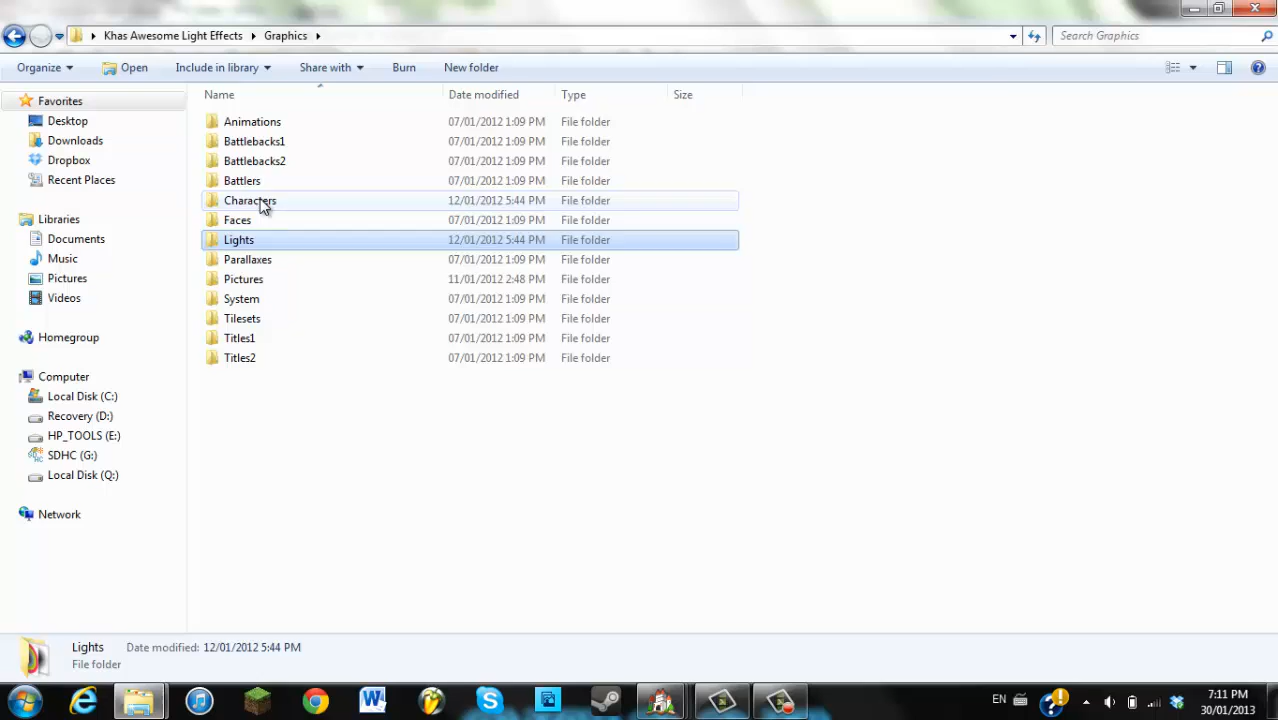 Khas Awesome Light Effects Graphics Search Graphics
Organize Open Include in library Share with Burn New folder
Name Date modified Type Size
Favorites
Desktop
Downloads
Dropbox
Recent Places
Libraries
Documents
Music
Pictures
Videos
Homegroup
Computer
Local Disk (C:)
Recovery (D:)
HP_TOOLS (E:)
SDHC (G:)
Local Disk (Q:)
Network
Animations 07/01/2012 1:09 PM File folder
Battlebacks1 07/01/2012 1:09 PM File folder
Battlebacks2 07/01/2012 1:09 PM File folder
Battlers 07/01/2012 1:09 PM File folder
Characters 12/01/2012 5:44 PM File folder
Faces 07/01/2012 1:09 PM File folder
Lights 12/01/2012 5:44 PM File folder
Parallaxes 07/01/2012 1:09 PM File folder
Pictures 11/01/2012 2:48 PM File folder
System 07/01/2012 1:09 PM File folder
Tilesets 07/01/2012 1:09 PM File folder
Titles1 07/01/2012 1:09 PM File folder
Titles2 07/01/2012 1:09 PM File folder
Lights Date modified: 12/01/2012 5:44 PM
File folder
EN 7:11 PM
30/01/2013